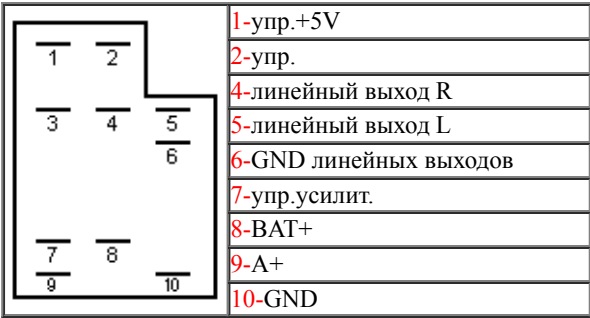 1 2
3 4 5
6
7 8
9 10
1-упр.+5V
2-упр.
4-линейный выход R
5-линейный выход L
6-GND линейных выходов
7-упр.усилит.
8-BAT+
9-A+
10-GND